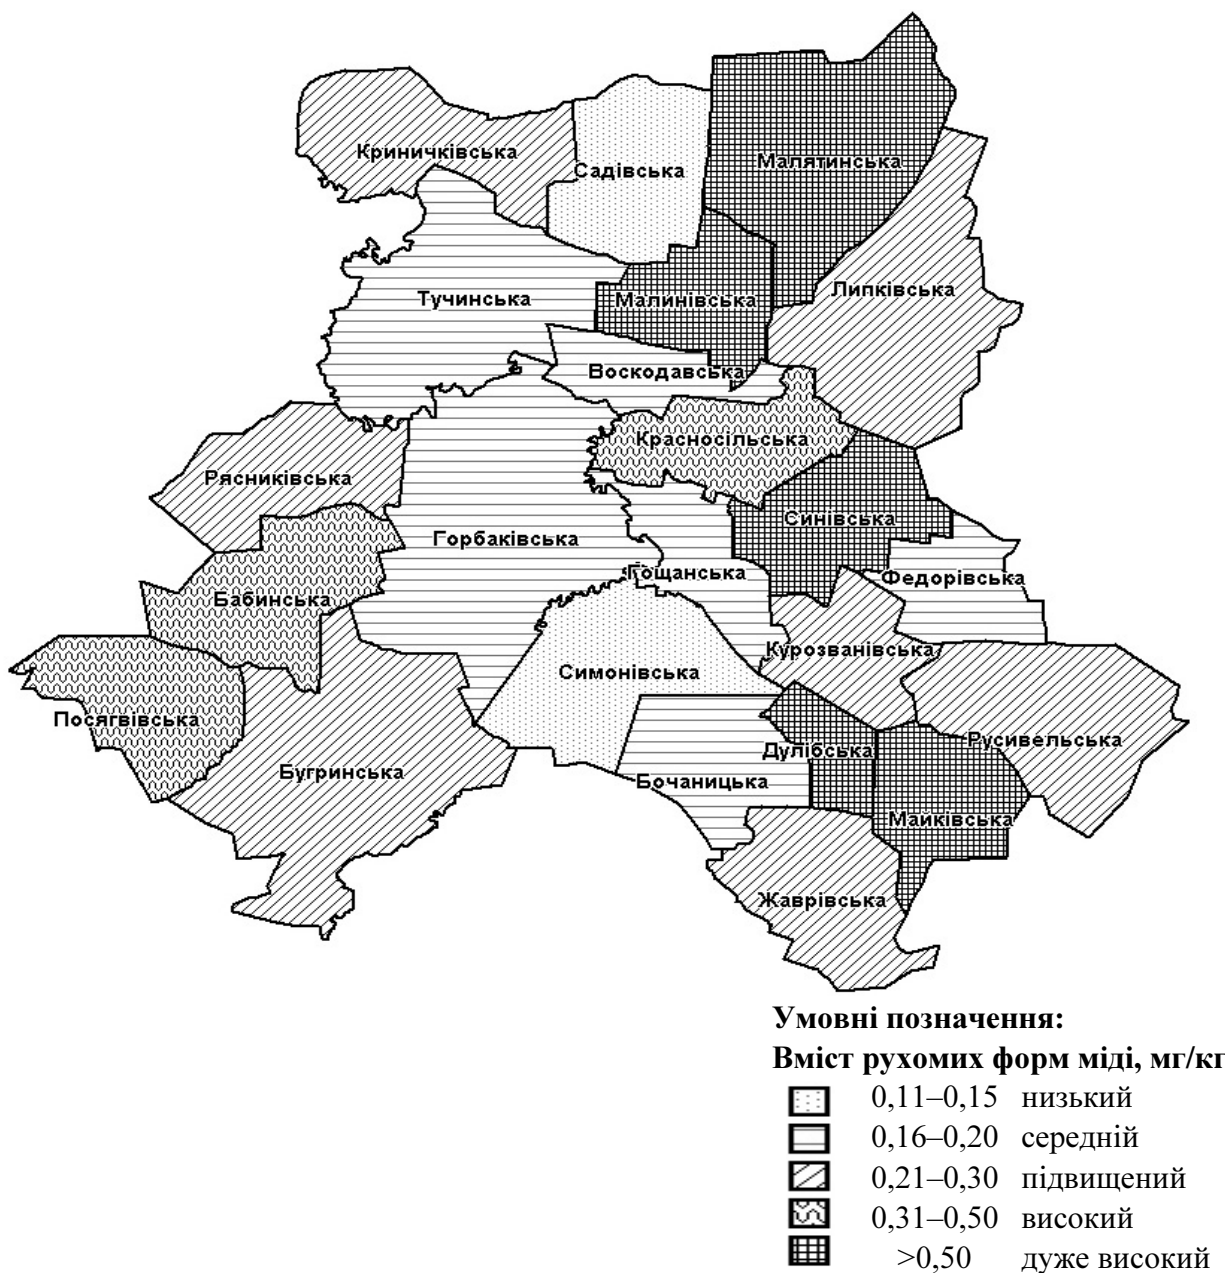 Криничківська
Садівська
Малятинська
Тучинська
Малинівська
Липківська
Воскодавська
Красносільська
Рясниківська
Горбаківська
Синівська
Гощанська
Федорівська
Бабинська
Курозванівська
Симонівська
Посягвівська
Бугринська
Дулібська
Русивельська
Бочаницька
Майківська
Жаврівська
Умовні позначення:
Вміст рухомих форм міді, мг/кг
0,11–0,15 низький
0,16–0,20 середній
0,21–0,30 підвищений
0,31–0,50 високий
>0,50 дуже високий